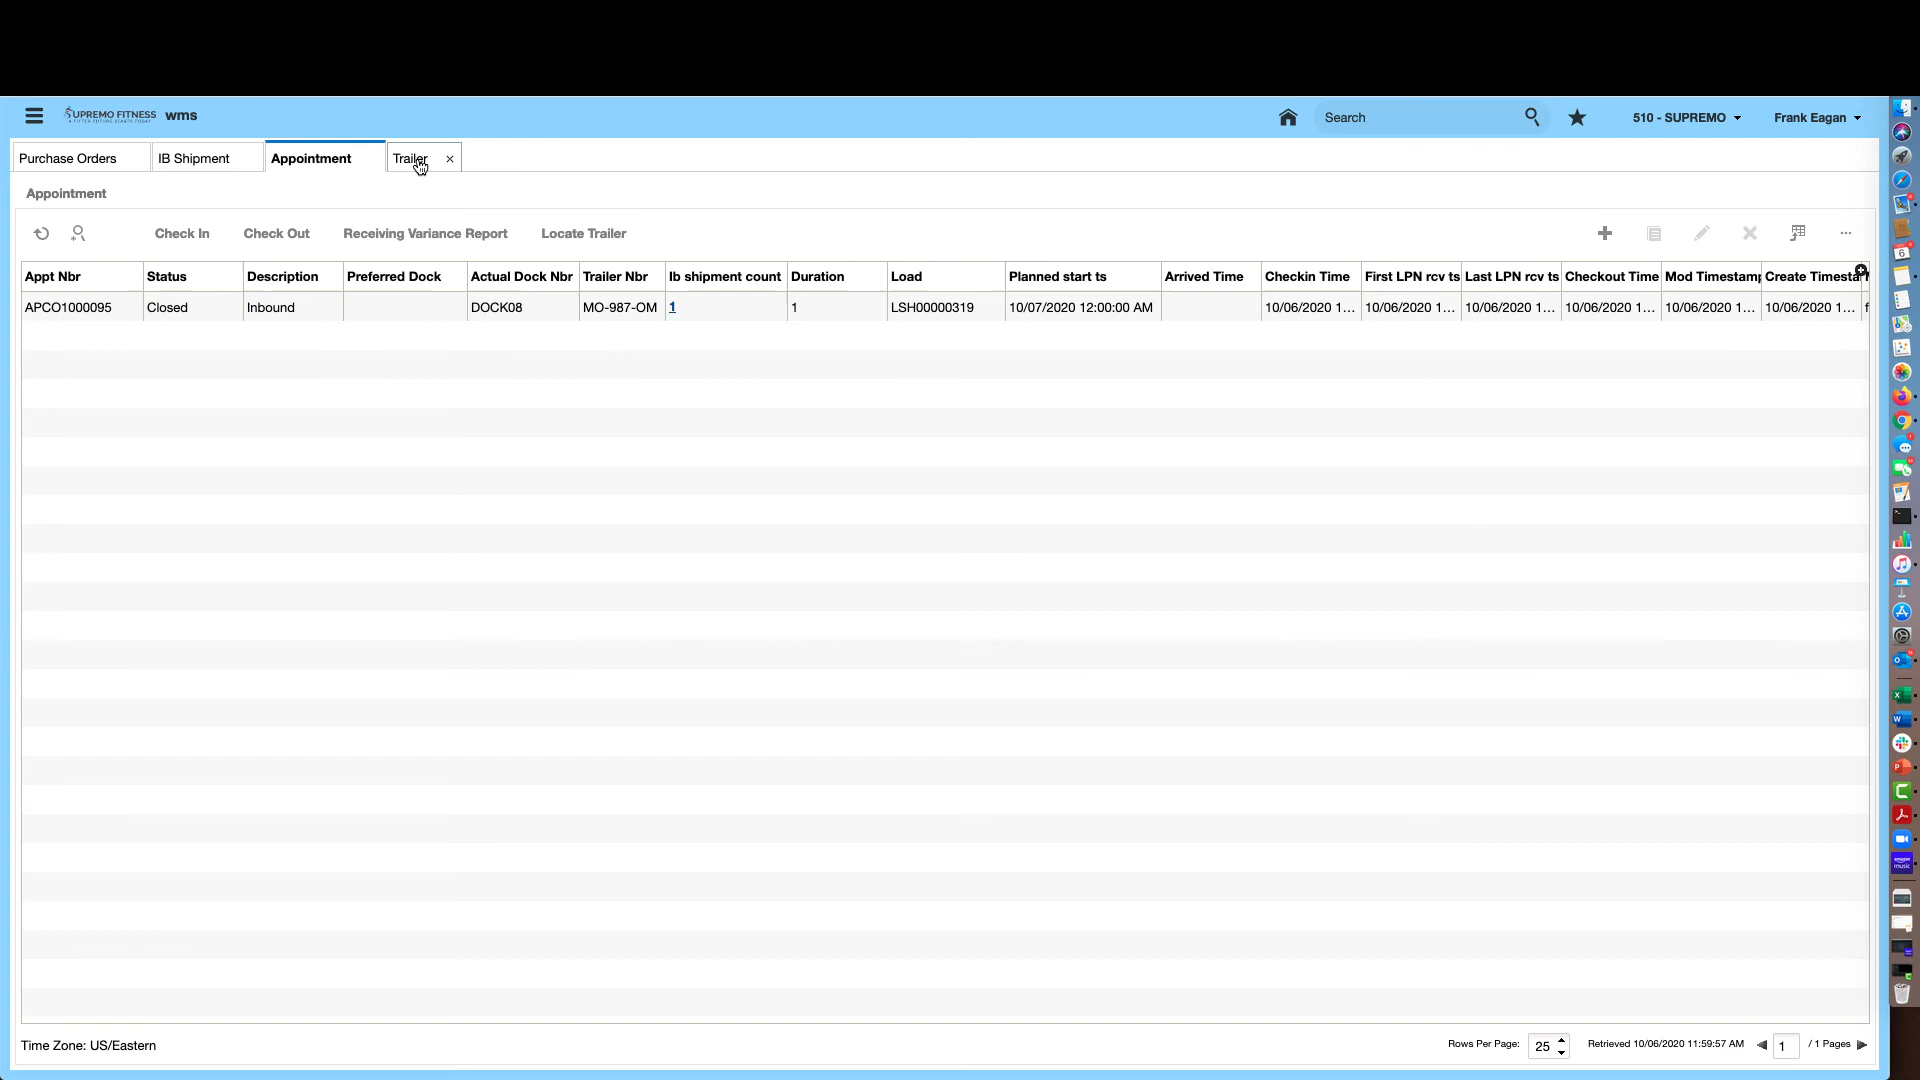 SUPREMO FITNESS wms
A FITTER FUTURE STARTS TODAY
Search
510 - SUPREMO
Frank Eagan
Purchase Orders
IB Shipment
Appointment
Trailer
Appointment
Check In
Check Out
Receiving Variance Report
Locate Trailer
Appt Nbr Status Description Preferred Dock Actual Dock Nbr Trailer Nbr Ib shipment count Duration Load Planned start ts Arrived Time Checkin Time First LPN rcv ts Last LPN rcv ts Checkout Time Mod Timestamp Create Timesta
APCO1000095 Closed Inbound DOCK08 MO-987-OM 1 1 LSH00000319 10/07/2020 12:00:00 AM 10/06/2020 1... 10/06/2020 1... 10/06/2020 1... 10/06/2020 1... 10/06/2020 1... 10/06/2020 1... f
Time Zone: US/Eastern
Rows Per Page: 25
Retrieved 10/06/2020 11:59:57 AM
1 / 1 Pages